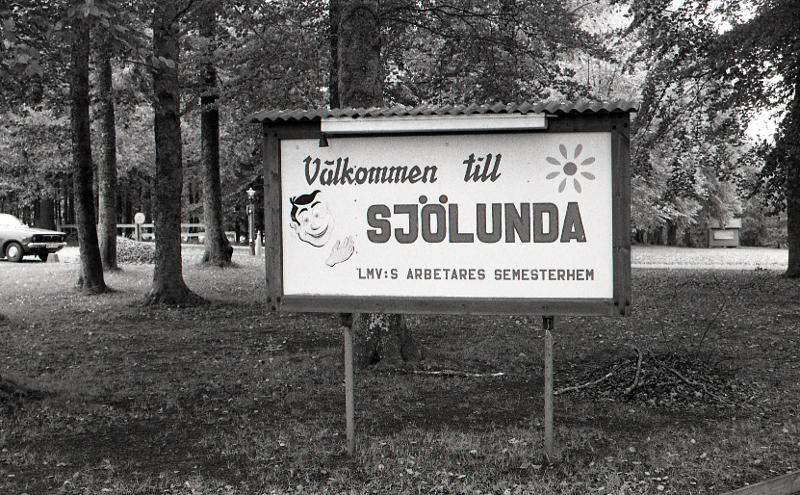 Välkommen till
SJÖLUNDA
LMV:S ARBETARES SEMESTERHEM